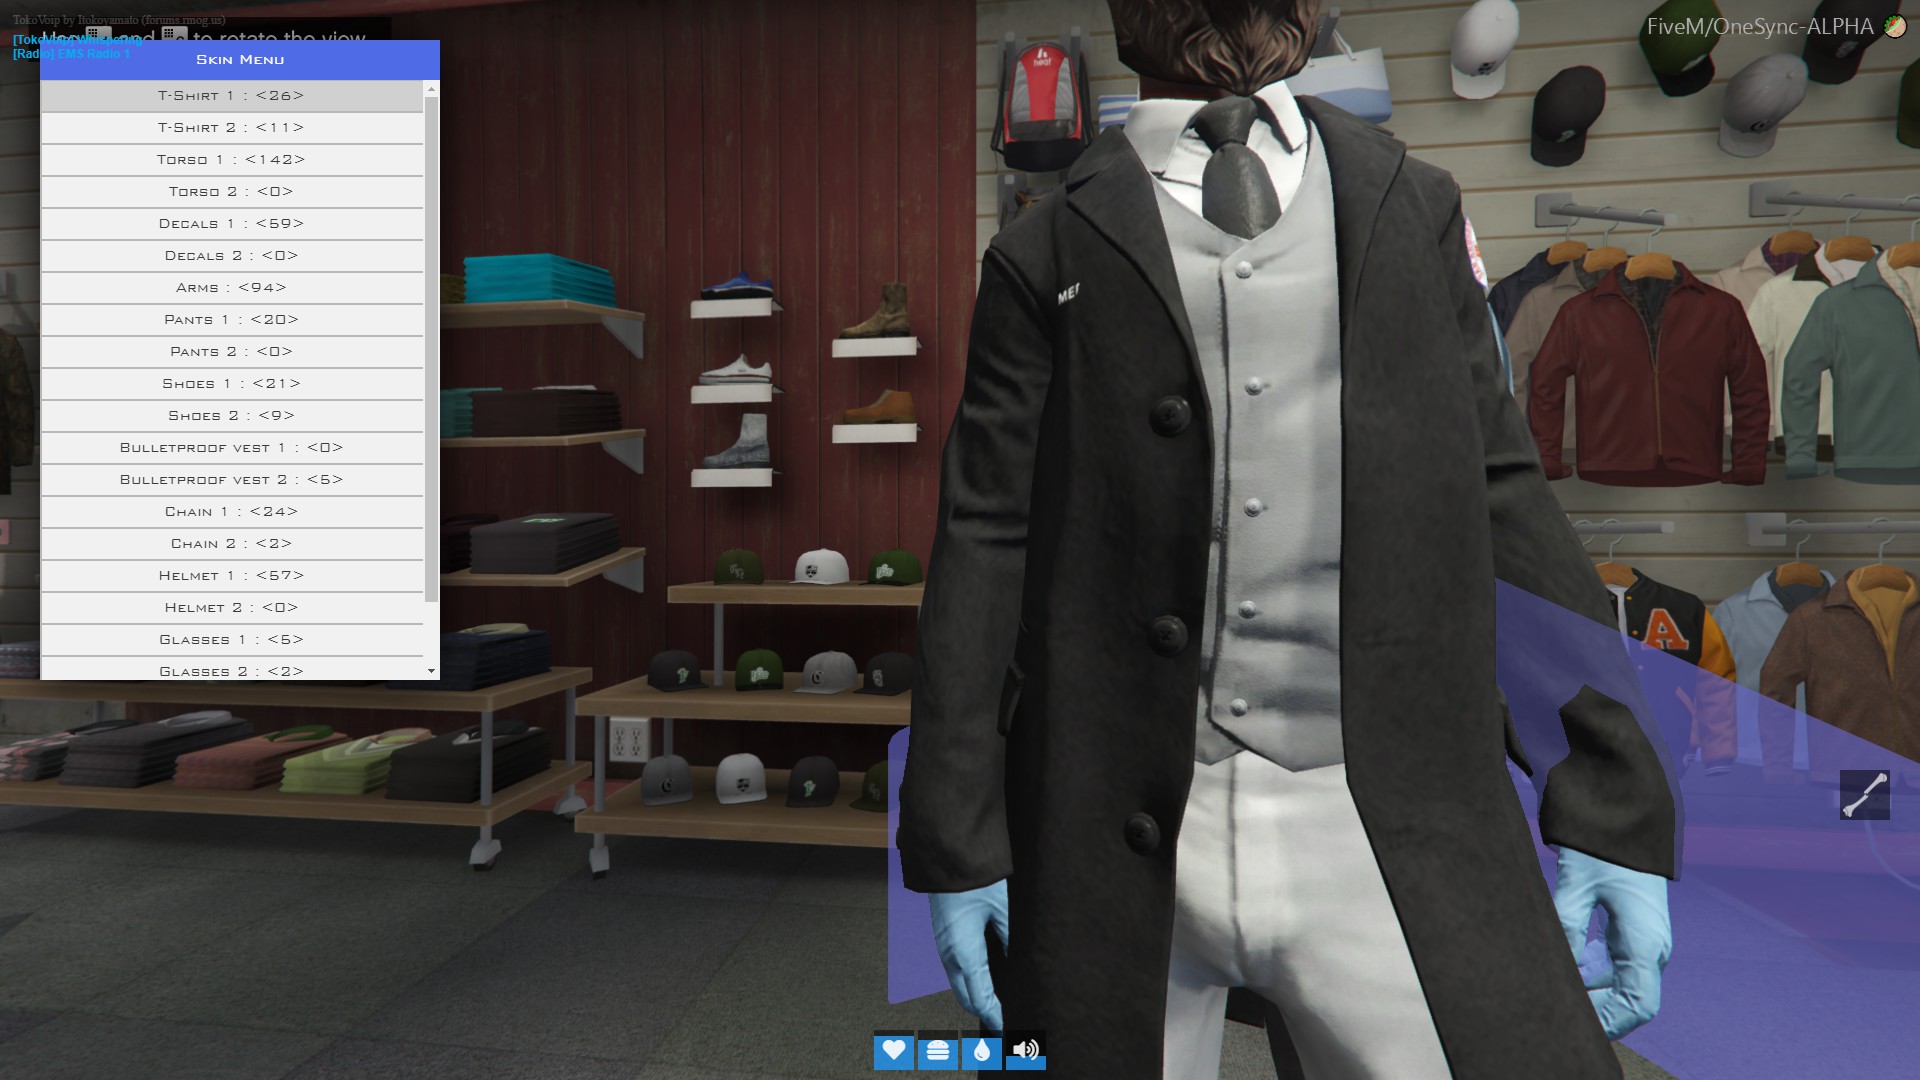 TokoVoip by Itokoyamato (forums.rmog.us)
[TokoVoip] Whispering
and to rotate the view
[Radio] EMS Radio 1
FiveM/OneSync-ALPHA
Skin Menu
T-Shirt 1 : <26>
T-Shirt 2 : <11>
Torso 1 : <142>
Torso 2 : <0>
Decals 1 : <59>
Decals 2 : <0>
Arms : <94>
Pants 1 : <20>
Pants 2 : <0>
Shoes 1 : <21>
Shoes 2 : <9>
Bulletproof vest 1 : <0>
Bulletproof vest 2 : <5>
Chain 1 : <24>
Chain 2 : <2>
Helmet 1 : <57>
Helmet 2 : <0>
Glasses 1 : <5>
Glasses 2 : <2>
heat
A